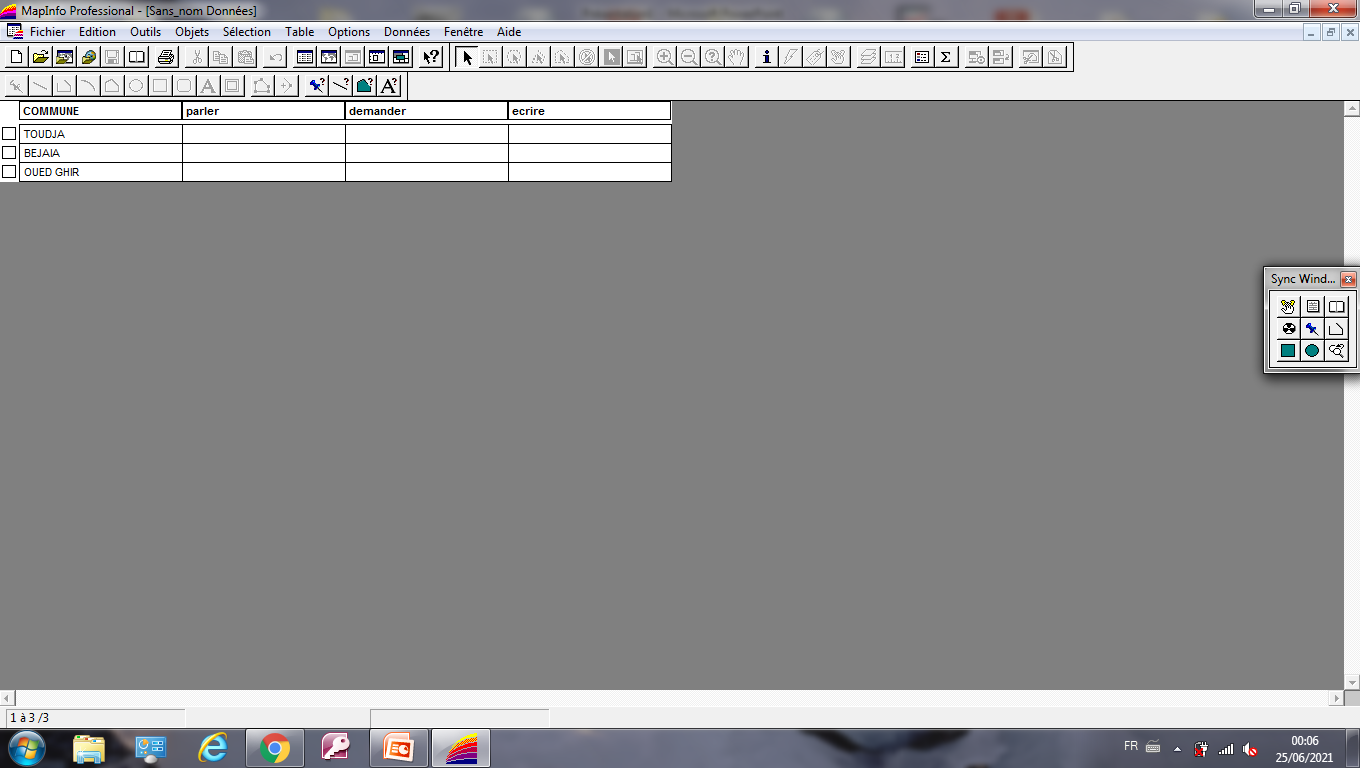 MapInfo Professional - [Sans_nom Données]
Fichier Edition Outils Objets Sélection Table Options Données Fenêtre Aide
COMMUNE parler demander ecrire
TOUDJA
BEJAIA
OUED GHIR
Sync Wind...
1 à 3 /3
FR
00:06
25/06/2021